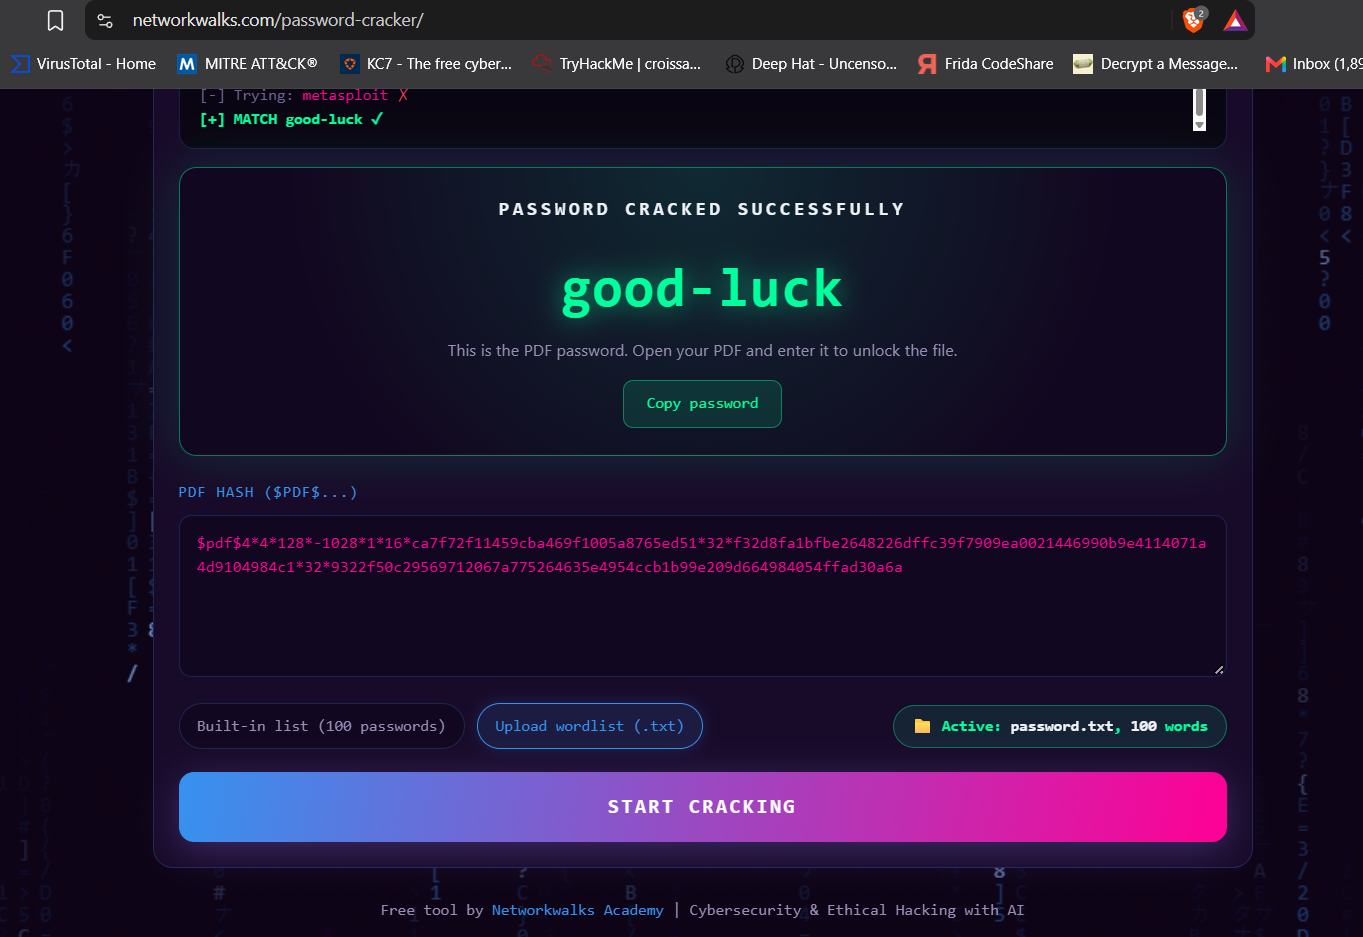 networkwalks.com/password-cracker/
2
VirusTotal - Home
MITRE ATT&CK®
KC7 - The free cyber...
TryHackMe | croissa...
Deep Hat - Uncenso...
Frida CodeShare
Decrypt a Message...
Inbox (1,89
[-] Trying: metasploit ✗
[+] MATCH good-luck ✓
PASSWORD CRACKED SUCCESSFULLY
good-luck
This is the PDF password. Open your PDF and enter it to unlock the file.
Copy password
PDF HASH ($PDF$...)
$pdf$4*4*128*-1028*1*16*ca7f72f11459cba469f1005a8765ed51*32*f32d8fa1bfbe2648226dffc39f7909ea0021446990b9e4114071a
4d9104984c1*32*9322f50c29569712067a775264635e4954ccb1b99e209d664984054ffad30a6a
Built-in list (100 passwords)
Upload wordlist (.txt)
Active: password.txt, 100 words
START CRACKING
Free tool by Networkwalks Academy | Cybersecurity & Ethical Hacking with AI